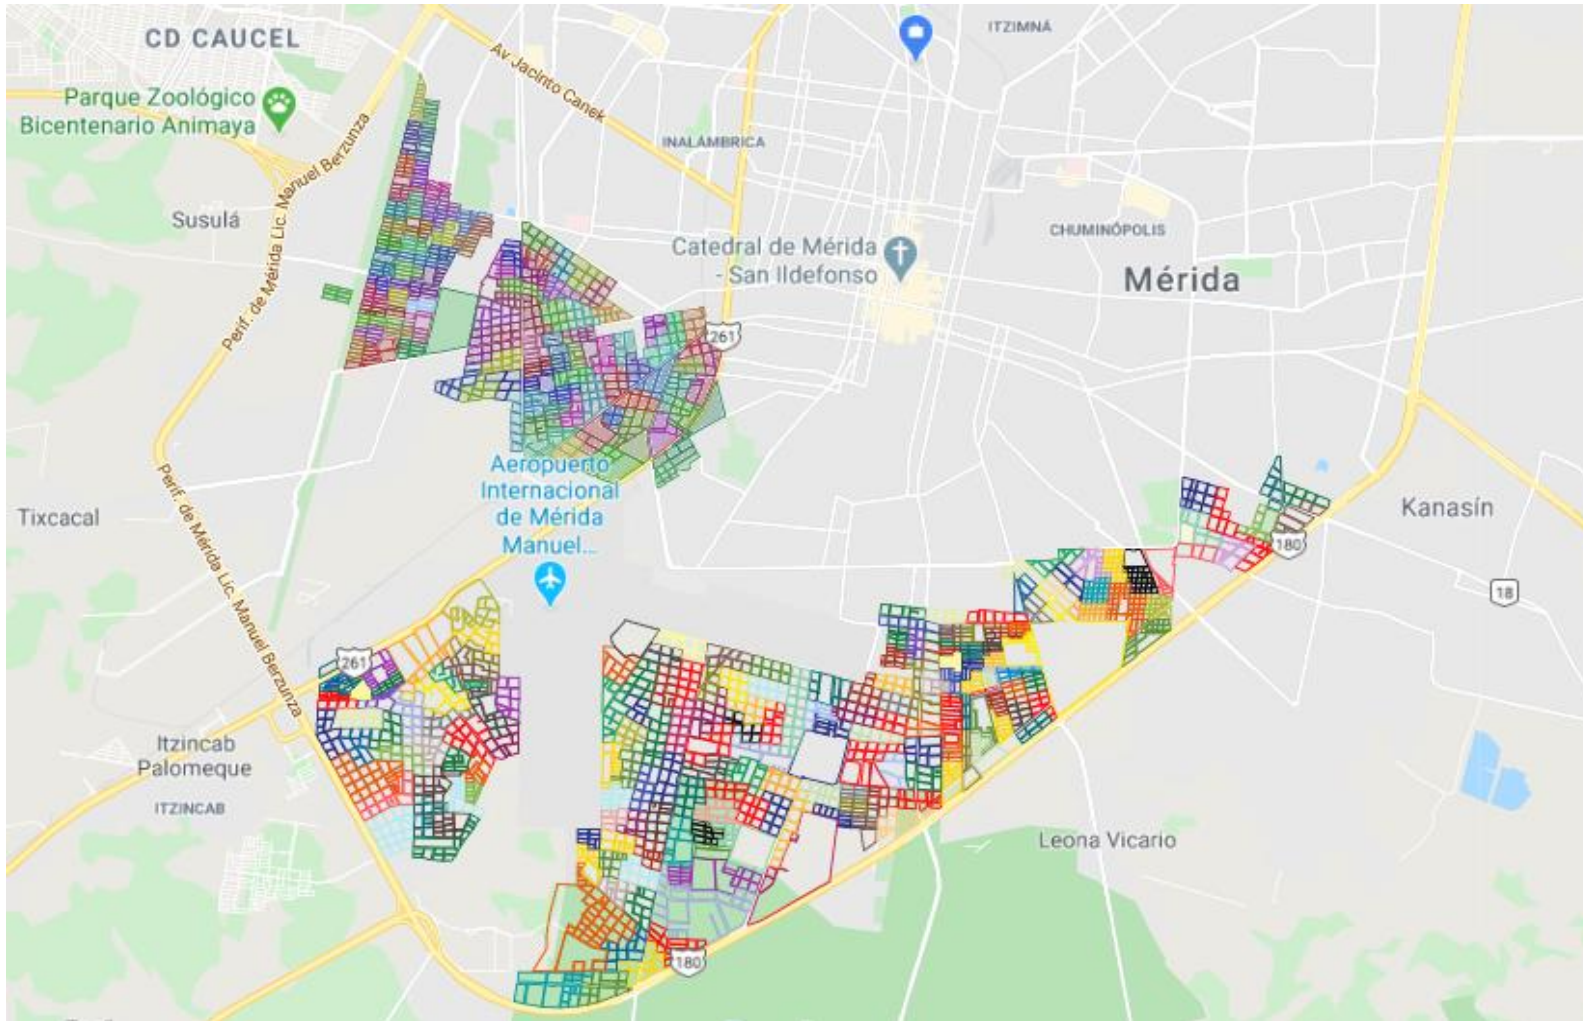 CD CAUCEL
Parque Zoológico
Bicentenario Animaya
Av Jacinto Canek
ITZIMNÁ
INALÁMBRICA
Perif. de Mérida Lic. Manuel Berzunza
Susulá
Catedral de Mérida
- San Ildefonso
CHUMINÓPOLIS
Mérida
261
Aeropuerto
Internacional
de Mérida
Manuel...
Tixcacal
Perif. de Mérida Lic. Manuel Berzunza
Kanasín
180
18
261
Itzincab
Palomeque
ITZINCAB
Leona Vicario
180